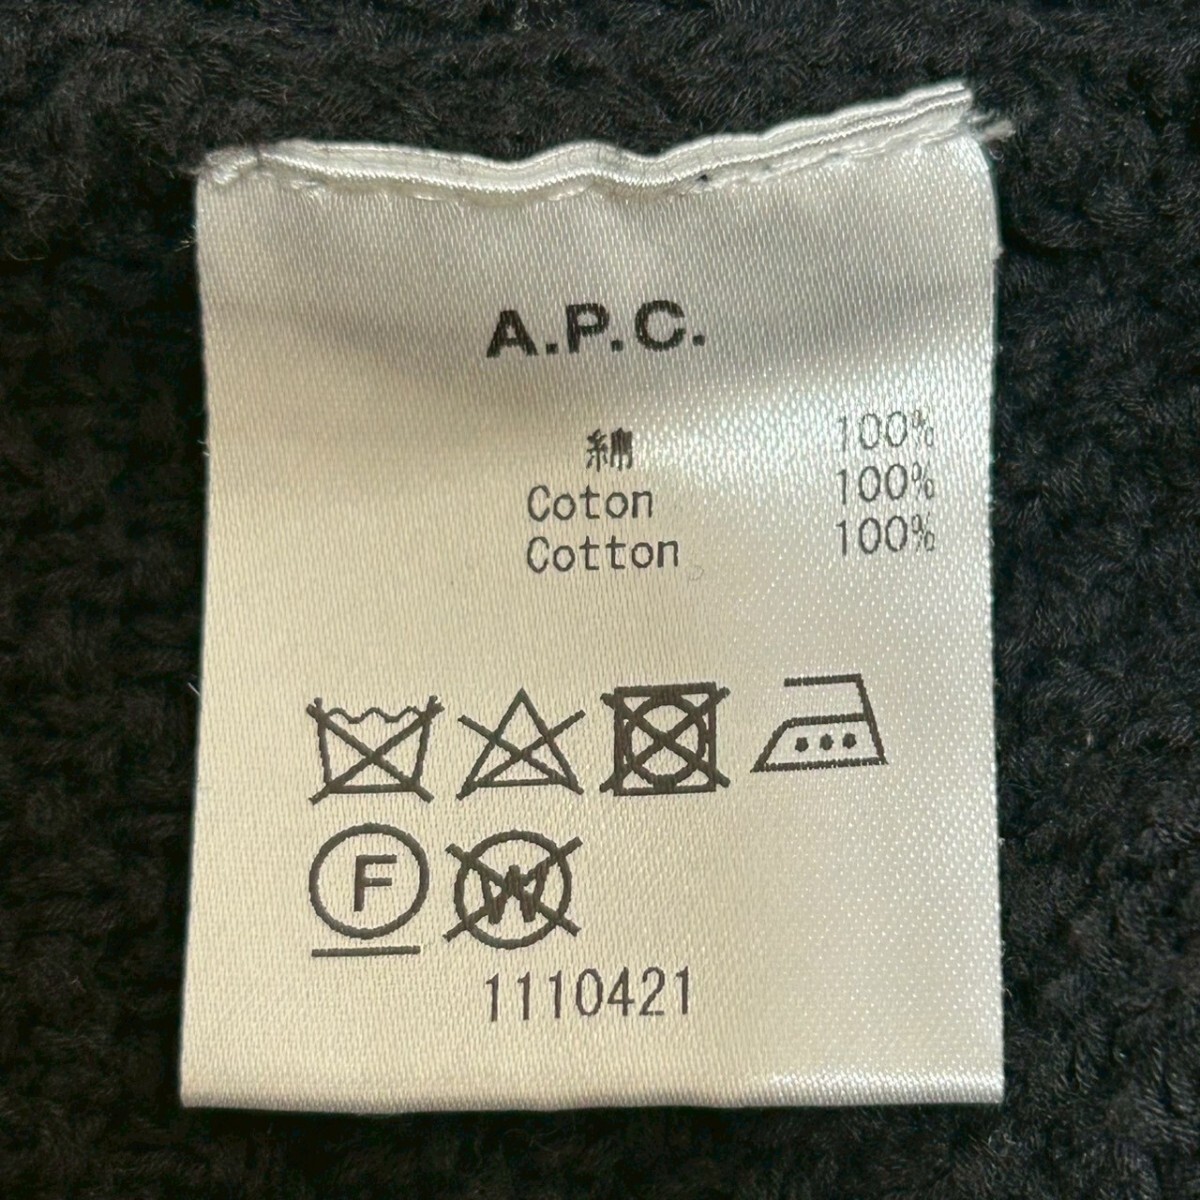 A.P.C.
綿 100%
Coton 100%
Cotton 100%
F W
1110421